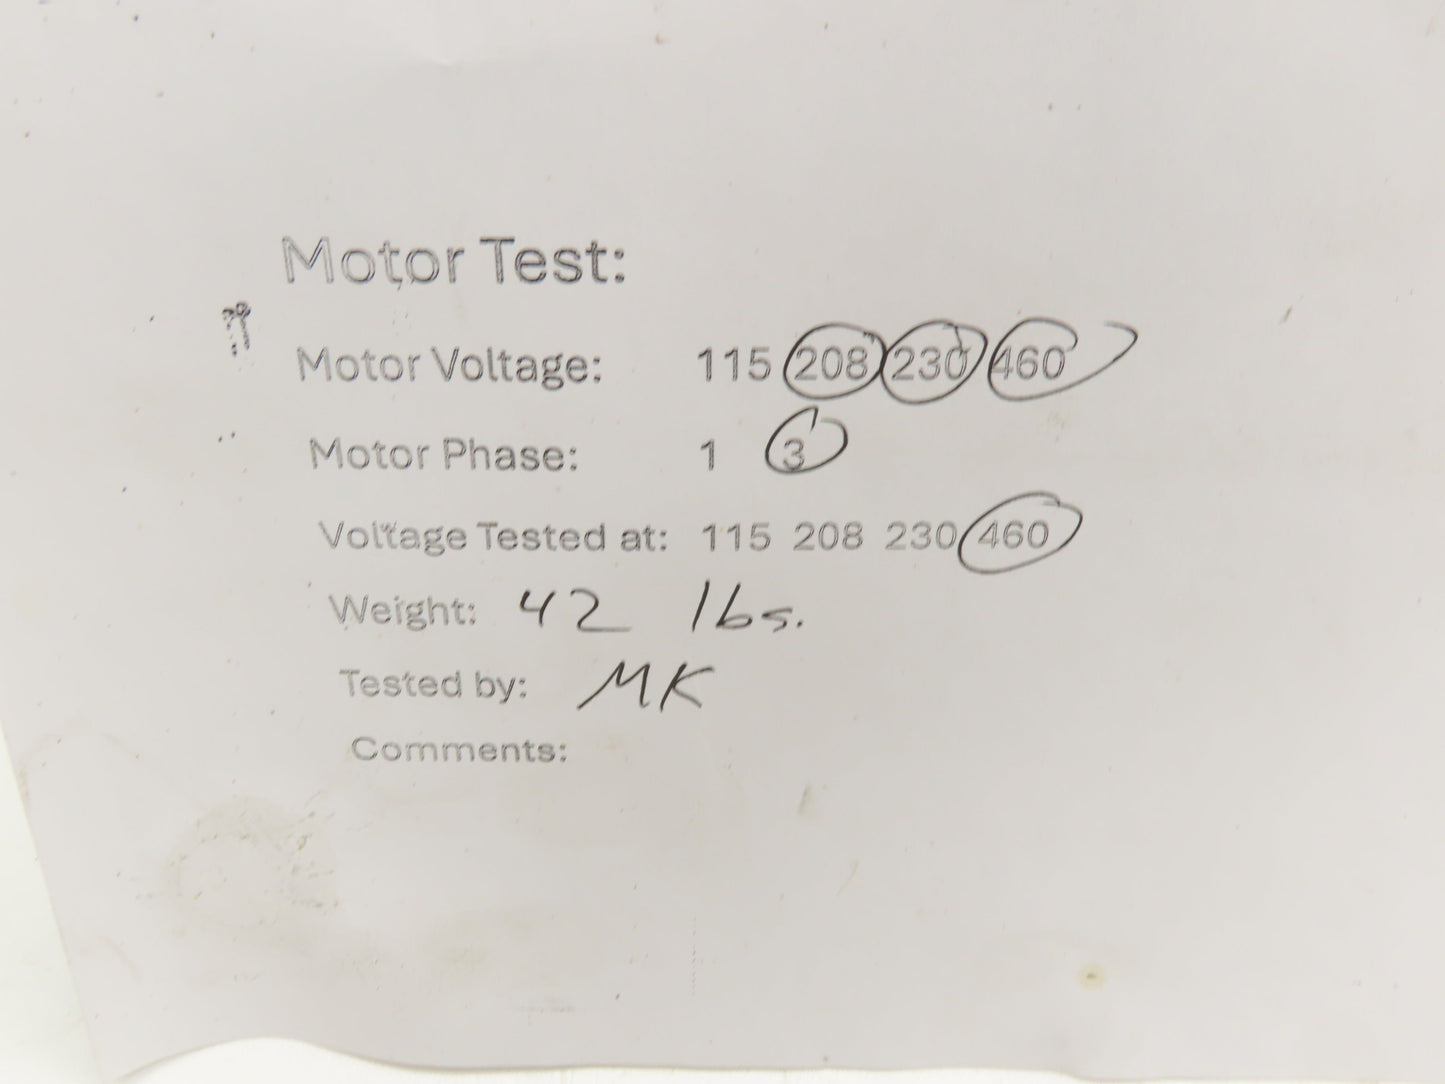 Motor Test:
Motor Voltage: 115 208 230 460
Motor Phase: 1 3
Voltage Tested at: 115 208 230 460
Weight: 42 lbs.
Tested by: MK
Comments: